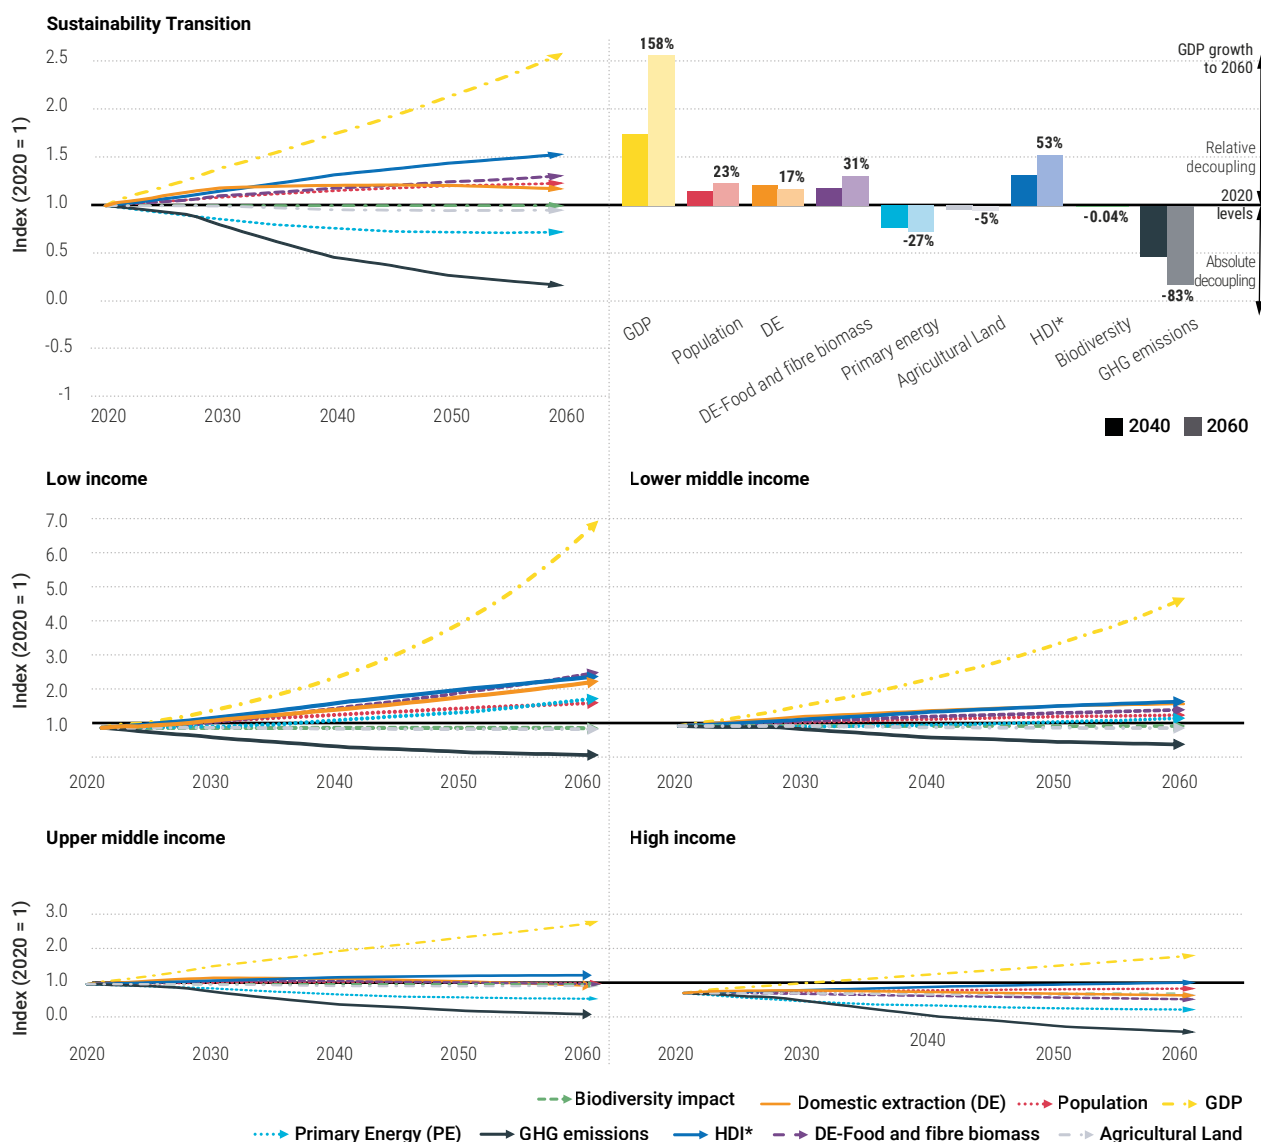 Sustainability Transition
Index (2020 = 1)
2.5
2.0
1.5
1.0
0.5
0.0
-0.5
-1
2020 2030 2040 2050 2060
158%
23%
17%
31%
-27%
-5%
53%
-0.04%
-83%
GDP growth
to 2060
Relative
decoupling
2020
levels
Absolute
decoupling
GDP
Population
DE
DE-Food and fibre biomass
Primary energy
Agricultural Land
HDI*
Biodiversity
GHG emissions
2040 2060
Low income
Index (2020 = 1)
7.0
6.0
5.0
4.0
3.0
2.0
1.0
2020 2030 2040 2050 2060
Lower middle income
2020 2030 2040 2050 2060
Upper middle income
Index (2020 = 1)
3.0
2.0
1.0
0.0
2020 2030 2040 2050 2060
High income
2020 2030 2040 2050 2060
Biodiversity impact Domestic extraction (DE) Population GDP
Primary Energy (PE) GHG emissions HDI* DE-Food and fibre biomass Agricultural Land